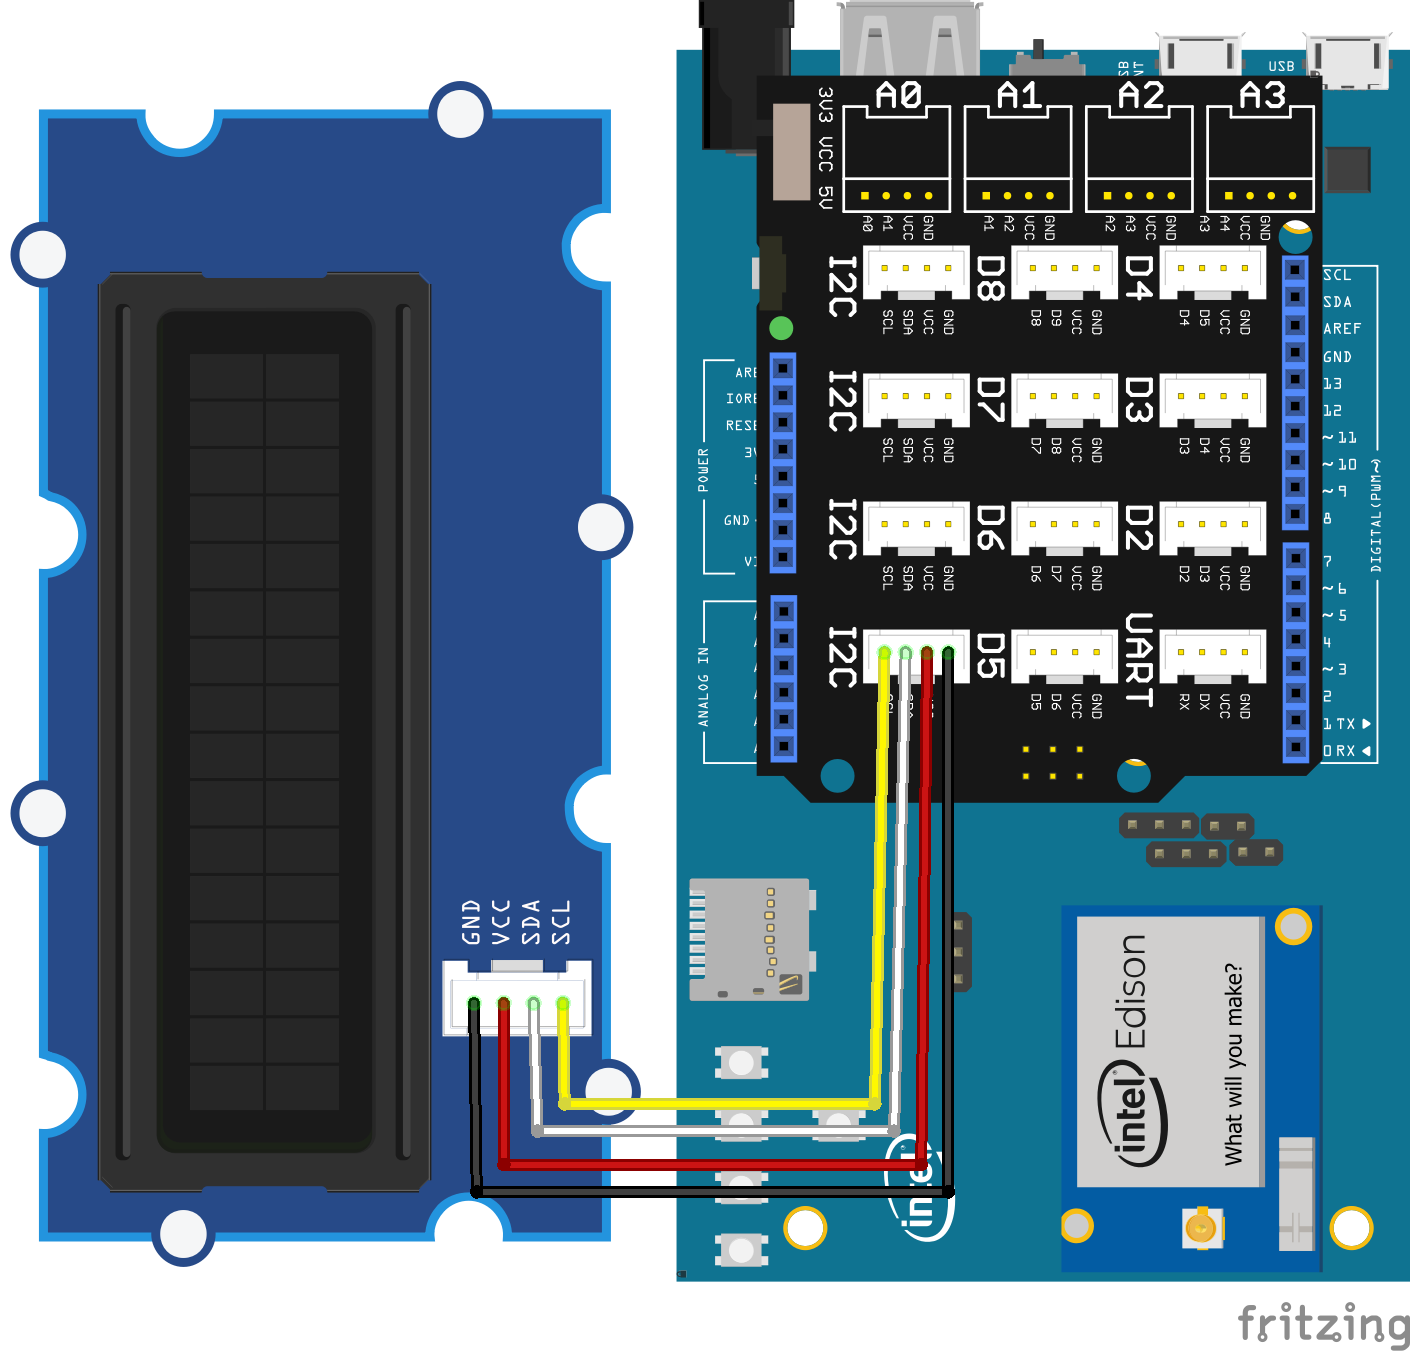 USB
3V3 VCC 5V
A0 A1 A2 A3
A0 A1 VCC GND
A1 A2 VCC GND
A2 A3 VCC GND
A3 A4 VCC GND
I2C D8 D4
SCL SDA VCC GND
D8 D9 VCC GND
D4 D5 VCC GND
I2C D7 D3
SCL SDA VCC GND
D7 D8 VCC GND
D3 D4 VCC GND
I2C D6 D2
SCL SDA VCC GND
D6 D7 VCC GND
D2 D3 VCC GND
I2C D5 UART
D5 D6 VCC GND
RX DX VCC GND
POWER
GND
ANALOG IN
SCL
SDA
AREF
GND
13
12
~11
~10
~9
8
7
~6
~5
4
~3
2
1 TX
0 RX
DIGITAL(PWM~)
GND VCC SDA SCL
intel
intel Edison
What will you make?
fritzing